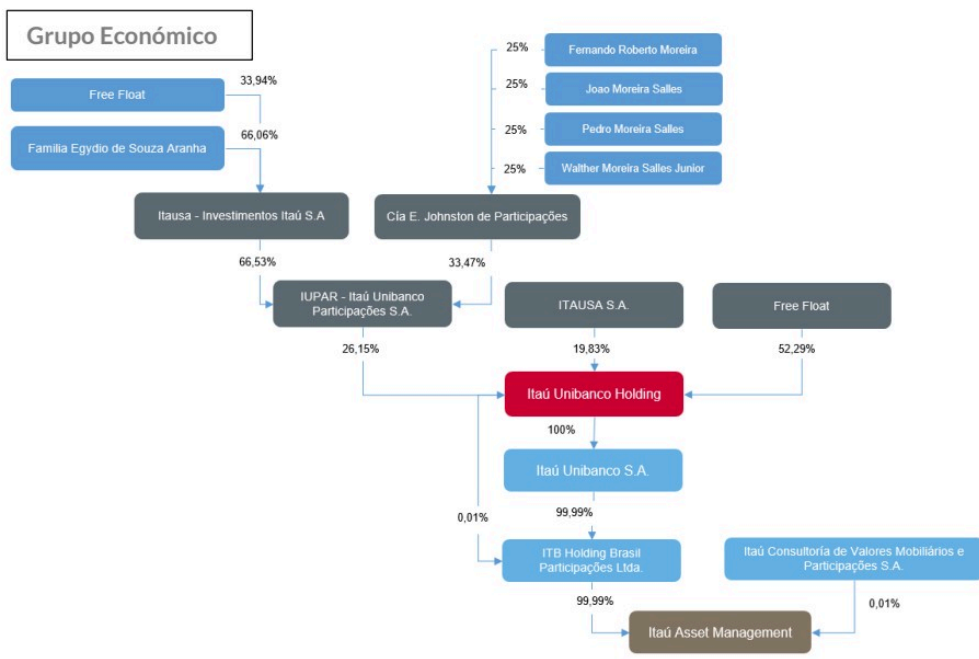 Grupo Económico
33,94%
Free Float
66,06%
Familia Egydio de Souza Aranha
25%
Fernando Roberto Moreira
25%
Joao Moreira Salles
25%
Pedro Moreira Salles
25%
Walther Moreira Salles Junior
Itausa - Investimentos Itaú S.A
Cía E. Johnston de Participações
66,53%
33,47%
IUPAR - Itaú Unibanco
Participações S.A.
ITAUSA S.A.
Free Float
26,15%
19,83%
52,29%
Itaú Unibanco Holding
100%
Itaú Unibanco S.A.
0,01%
99,99%
ITB Holding Brasil
Participações Ltda.
Itaú Consultoría de Valores Mobiliários e
Participações S.A.
99,99%
0,01%
Itaú Asset Management